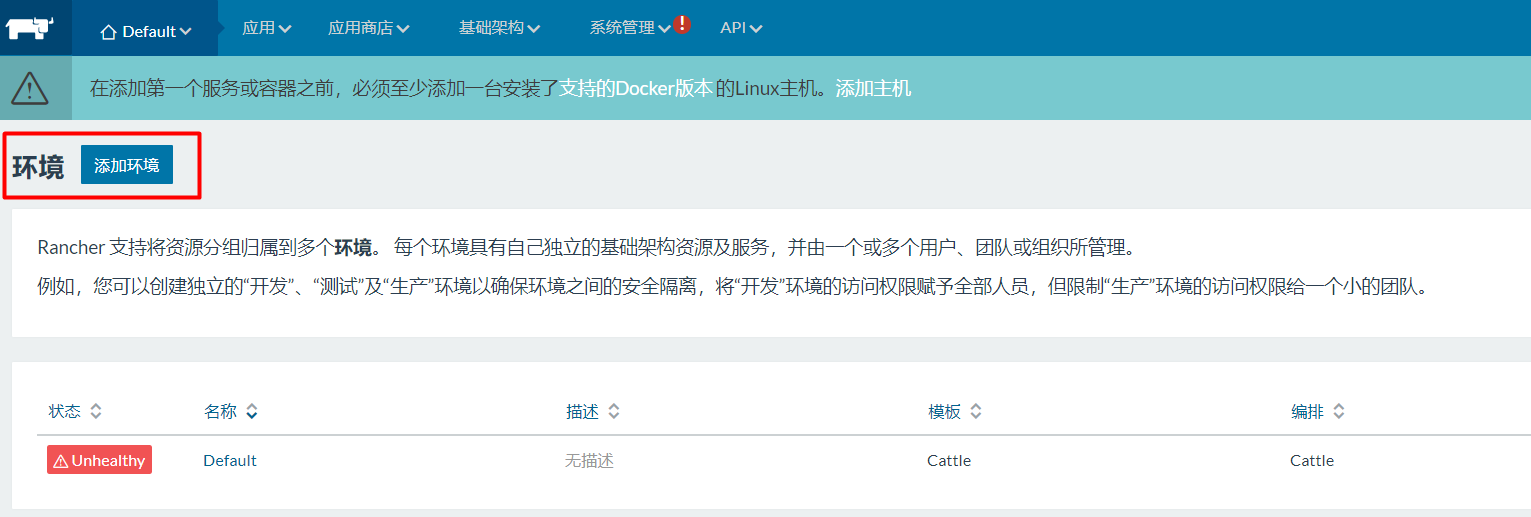 Default 应用 应用商店 基础架构 系统管理 ! API
在添加第一个服务或容器之前，必须至少添加一台安装了支持的Docker版本 的Linux主机。添加主机
环境 添加环境
Rancher 支持将资源分组归属到多个环境。 每个环境具有自己独立的基础架构资源及服务，并由一个或多个用户、团队或组织所管理。
例如，您可以创建独立的“开发”、“测试”及“生产”环境以确保环境之间的安全隔离，将“开发”环境的访问权限赋予全部人员，但限制“生产”环境的访问权限给一个小的团队。
状态 名称 描述 模板 编排
Unhealthy Default 无描述 Cattle Cattle